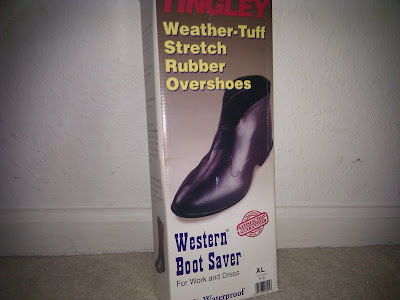 TINGLEY
Weather-Tuff
Stretch
Rubber
Overshoes
Western®
Boot Saver
For Work and Dress
XL
Waterproof